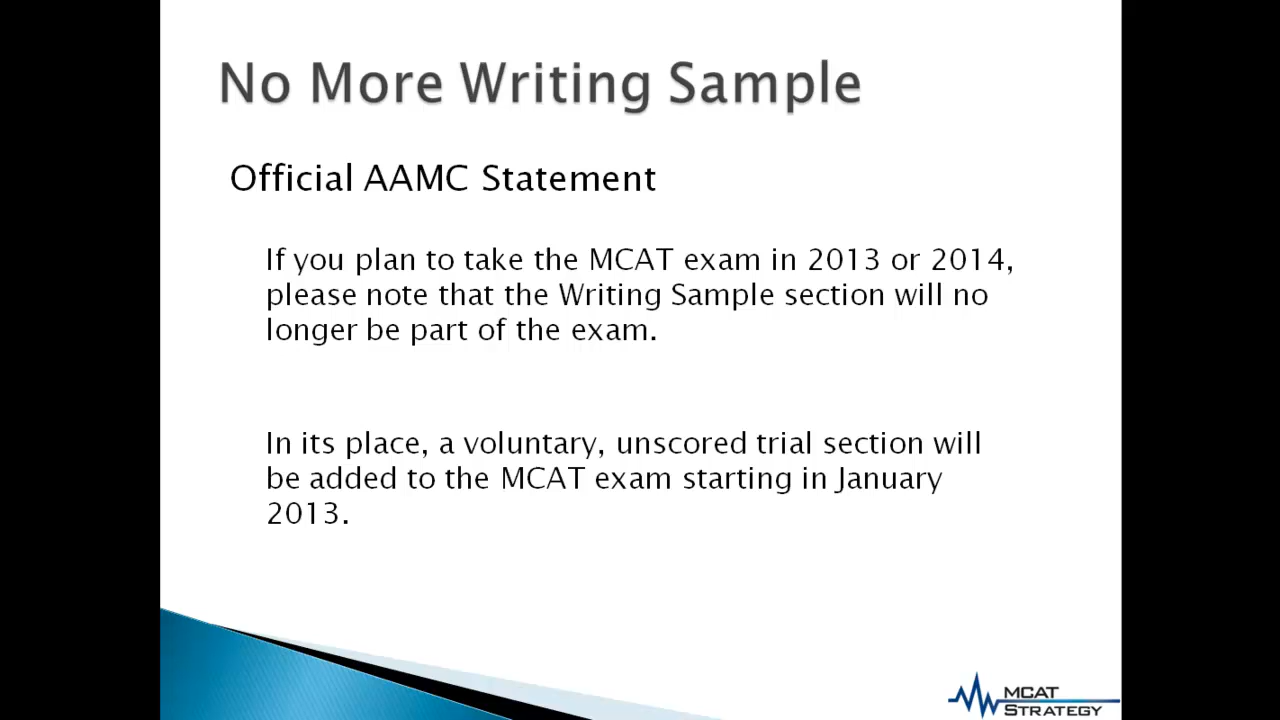 No More Writing Sample
Official AAMC Statement
If you plan to take the MCAT exam in 2013 or 2014,
please note that the Writing Sample section will no
longer be part of the exam.
In its place, a voluntary, unscored trial section will
be added to the MCAT exam starting in January
2013.
MCAT
STRATEGY